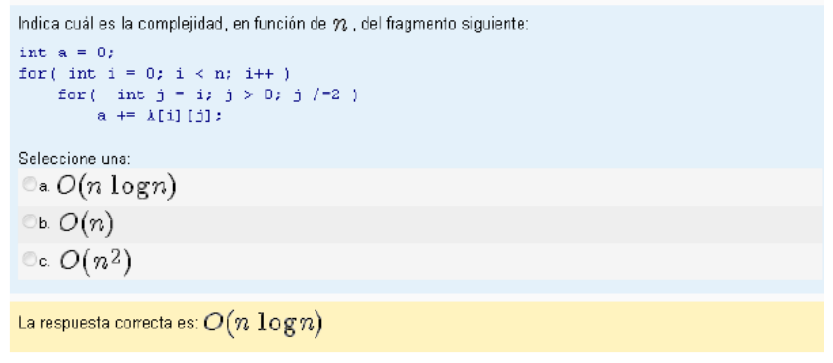 Indica cuál es la complejidad, en función de n, del fragmento siguiente:
int a = 0;
for( int i = 0; i < n; i++ )
for( int j = i; j > 0; j /=2 )
a += A[i][j];
Seleccione una:
a. O(n log n)
b. O(n)
c. O(n²)
La respuesta correcta es: O(n log n)